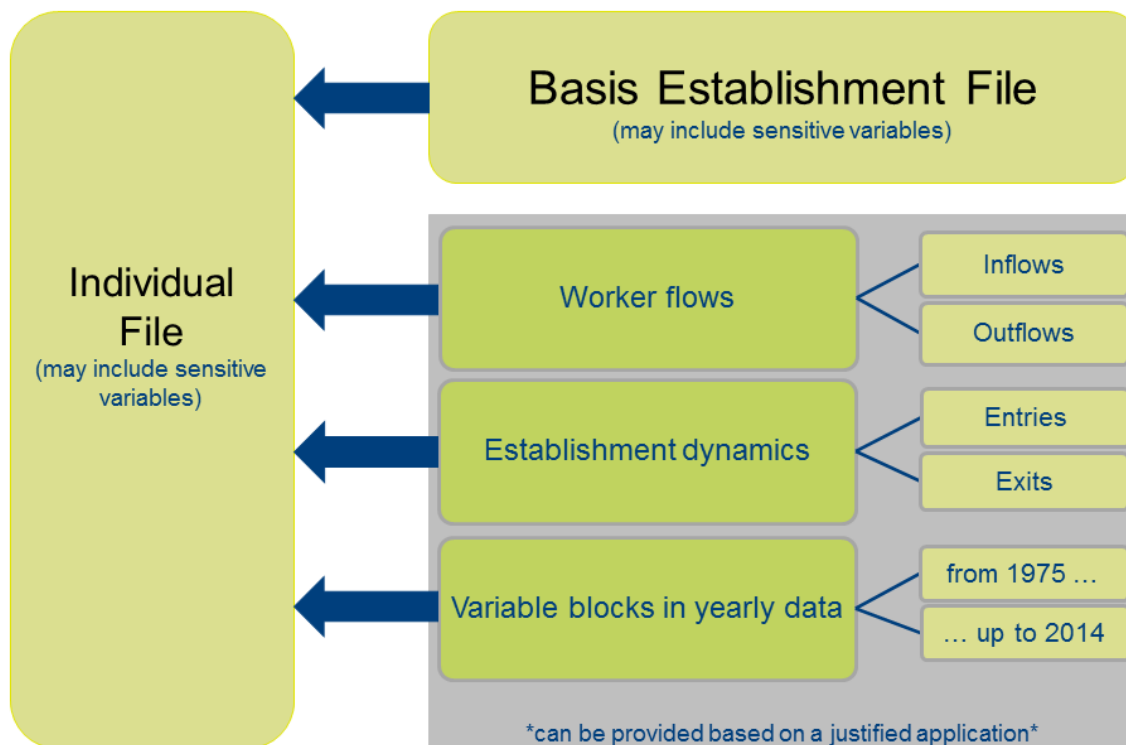 Basis Establishment File
(may include sensitive variables)
Individual
File
(may include sensitive
variables)
Worker flows
Inflows
Outflows
Establishment dynamics
Entries
Exits
Variable blocks in yearly data
from 1975 ...
... up to 2014
*can be provided based on a justified application*